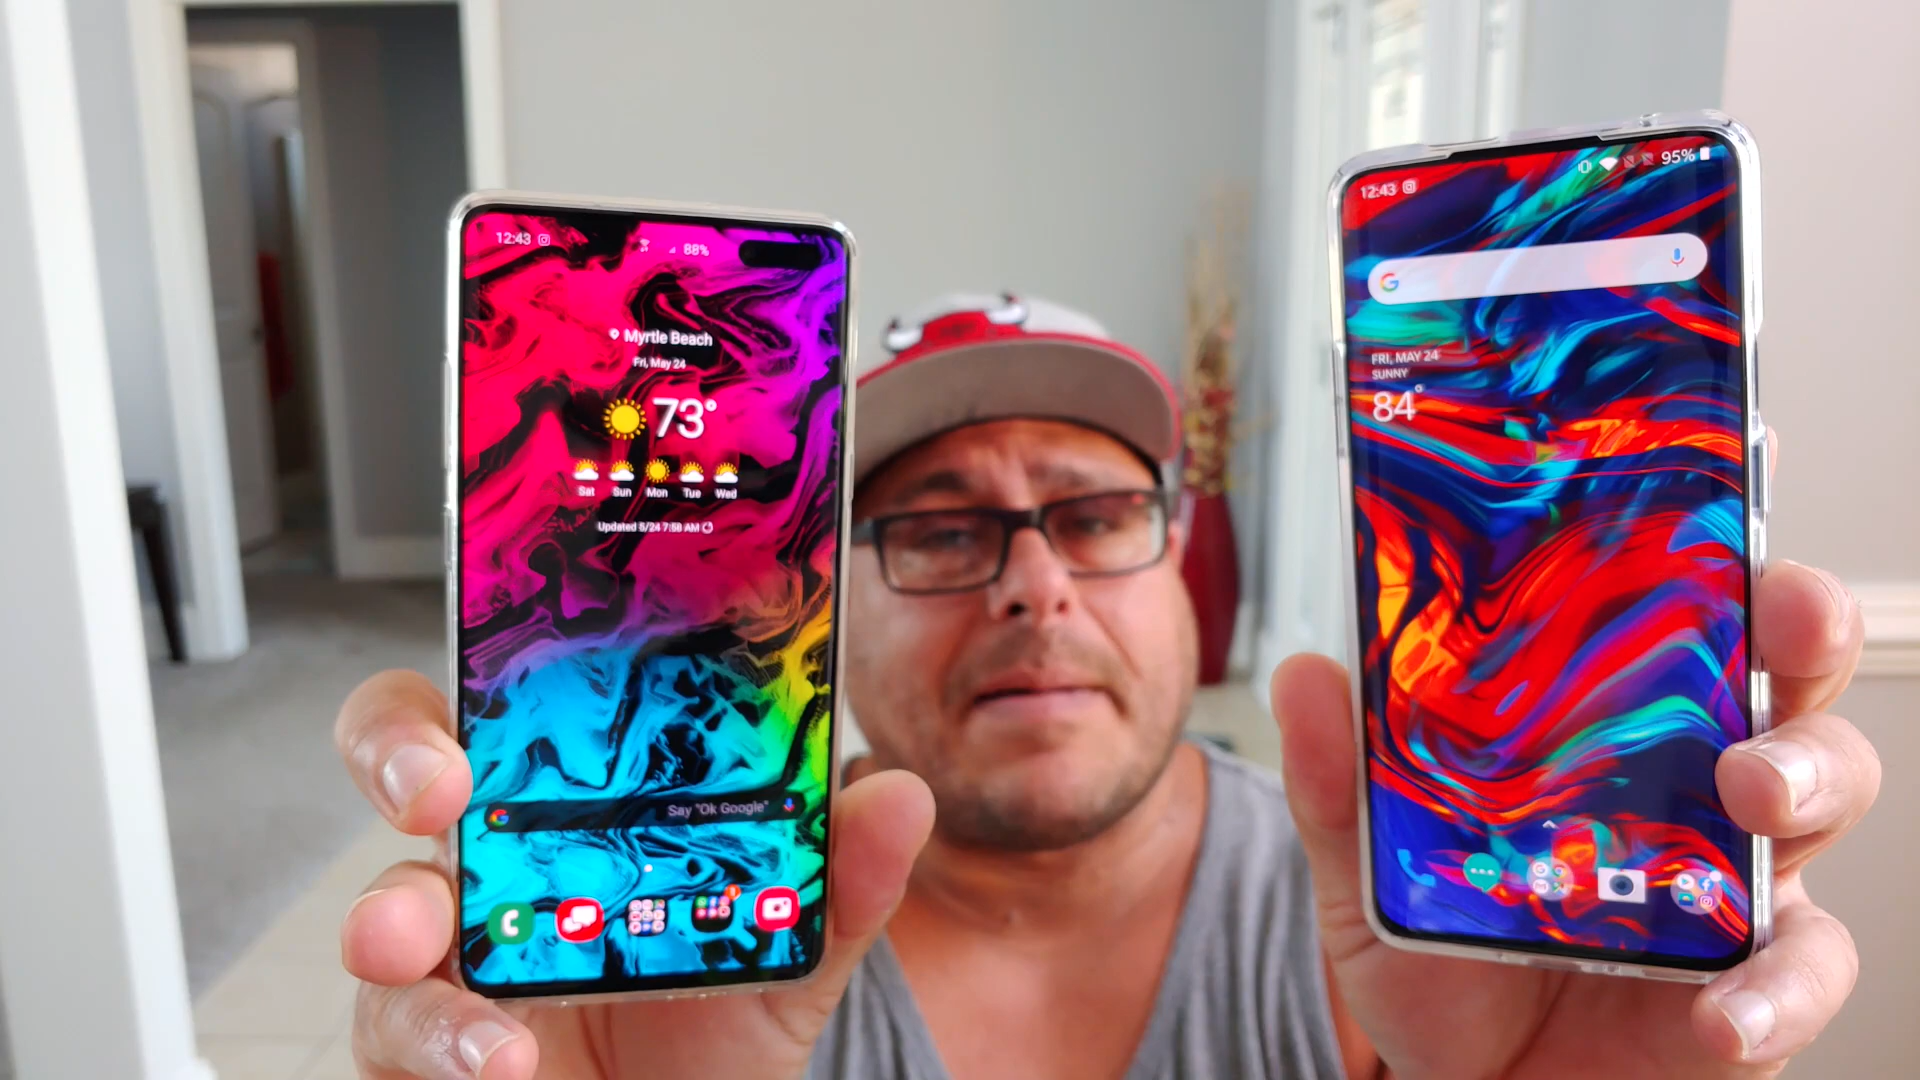 12:43
88%
Myrtle Beach
Fri, May 24
73°
Sat Sun Mon Tue Wed
Updated 5/24 7:58 AM
Say "Ok Google"
12:43
95%
FRI, MAY 24
SUNNY
84°